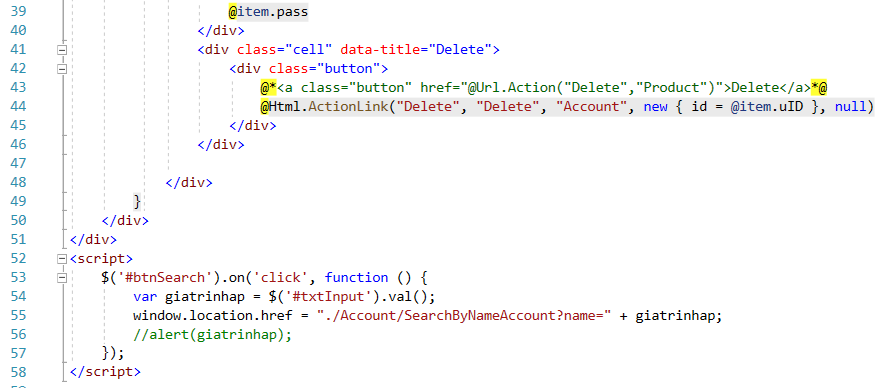 39 @item.pass
40 </div>
41 <div class="cell" data-title="Delete">
42 <div class="button">
43 @*<a class="button" href="@Url.Action("Delete","Product")">Delete</a>*@
44 @Html.ActionLink("Delete", "Delete", "Account", new { id = @item.uID }, null)
45 </div>
46 </div>
47
48 </div>
49 }
50 </div>
51 </div>
52 <script>
53 $('#btnSearch').on('click', function () {
54 var giatrinhap = $('#txtInput').val();
55 window.location.href = "./Account/SearchByNameAccount?name=" + giatrinhap;
56 //alert(giatrinhap);
57 });
58 </script>